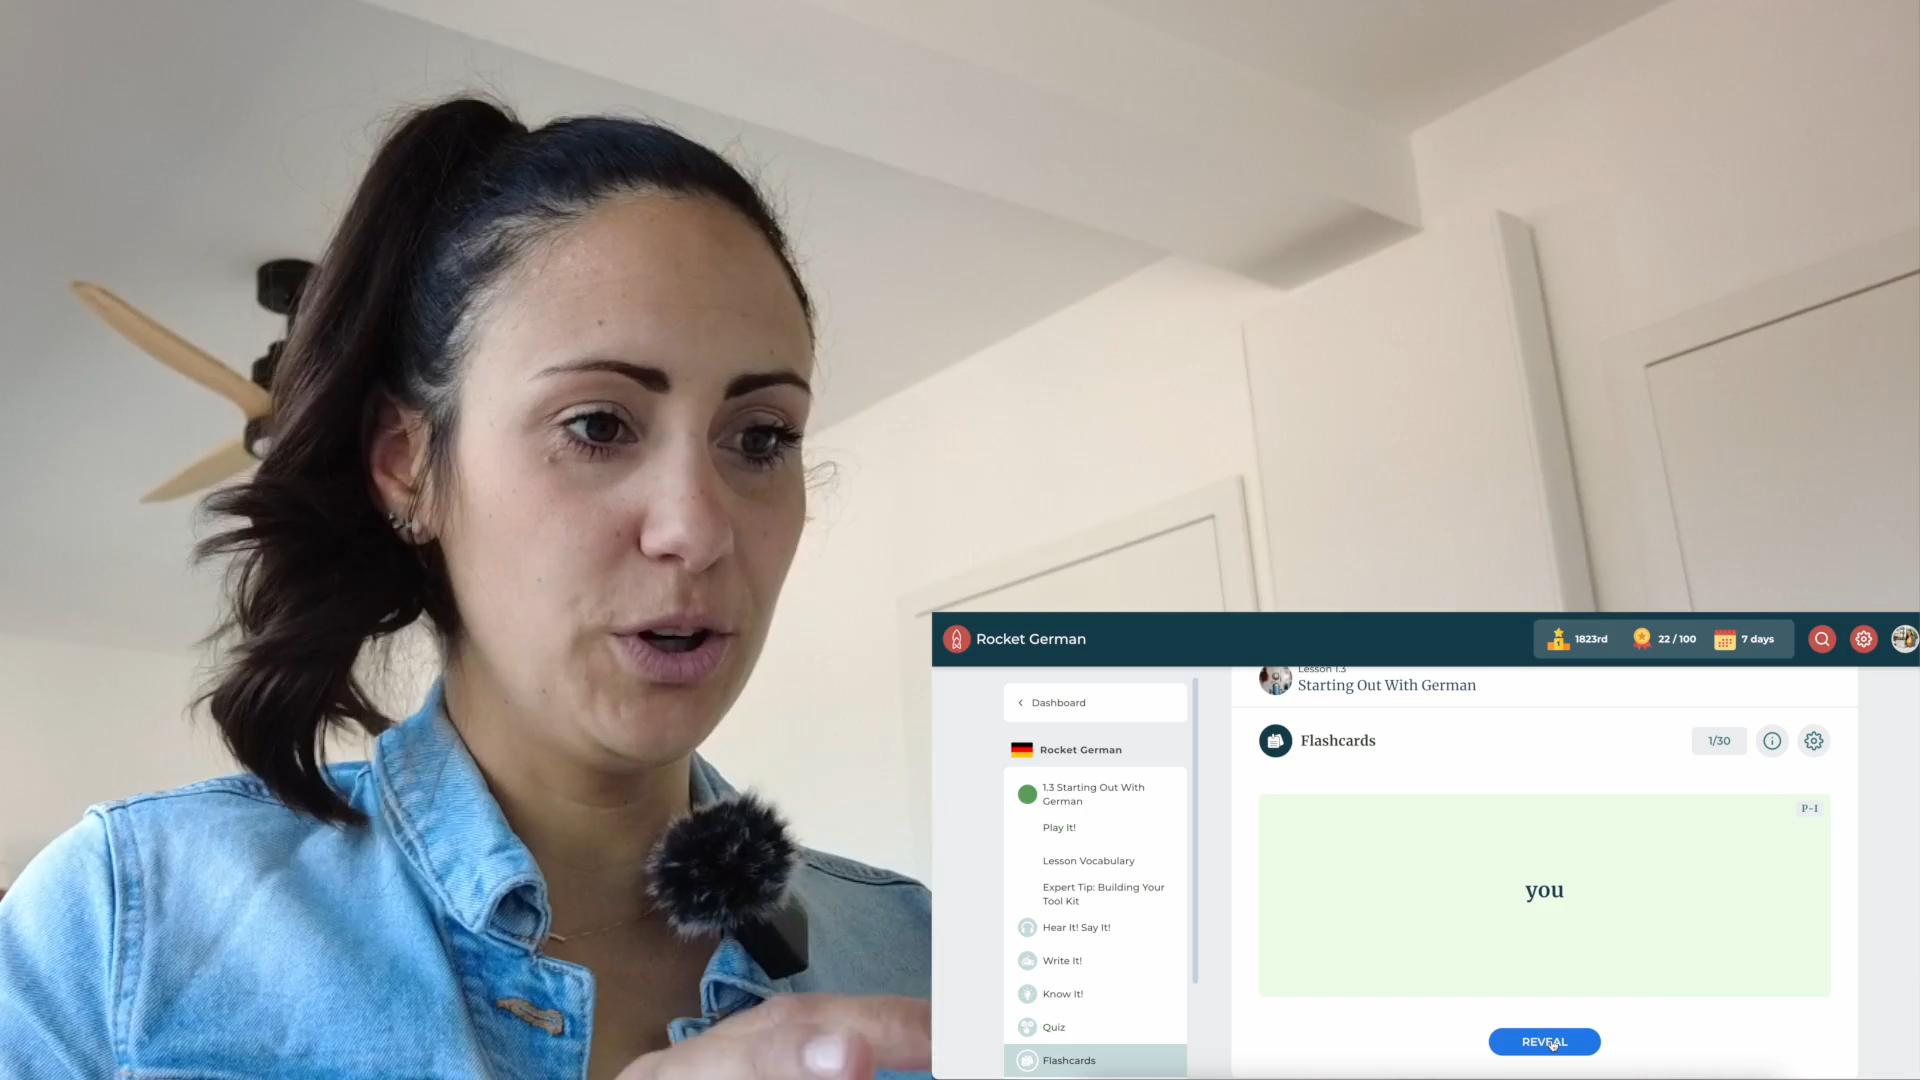 Rocket German
1823rd
22 / 100
7 days
Dashboard
Rocket German
1.3 Starting Out With
German
Play It!
Lesson Vocabulary
Expert Tip: Building Your
Tool Kit
Hear It! Say It!
Write It!
Know It!
Quiz
Flashcards
Lesson 1.3
Starting Out With German
Flashcards
1/30
P-I
you
REVEAL